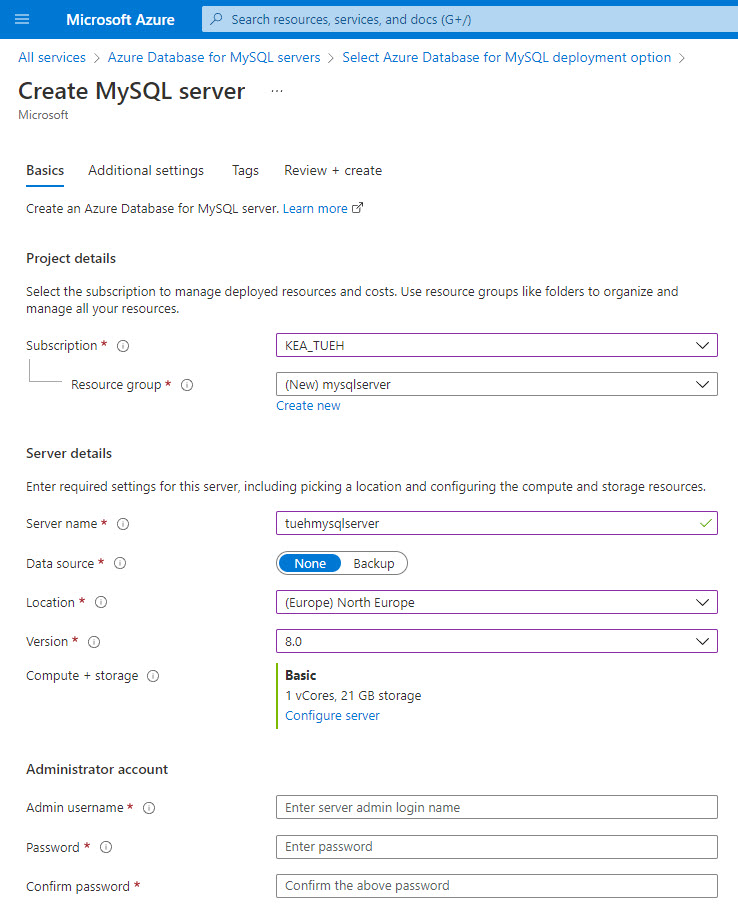 Microsoft Azure
Search resources, services, and docs (G+/)
All services > Azure Database for MySQL servers > Select Azure Database for MySQL deployment option >
Create MySQL server ...
Microsoft
Basics Additional settings Tags Review + create
Create an Azure Database for MySQL server. Learn more
Project details
Select the subscription to manage deployed resources and costs. Use resource groups like folders to organize and
manage all your resources.
Subscription * KEA_TUEH
Resource group * (New) mysqlserver
Create new
Server details
Enter required settings for this server, including picking a location and configuring the compute and storage resources.
Server name * tuehmysqlserver
Data source * None Backup
Location * (Europe) North Europe
Version * 8.0
Compute + storage Basic
1 vCores, 21 GB storage
Configure server
Administrator account
Admin username * Enter server admin login name
Password * Enter password
Confirm password * Confirm the above password